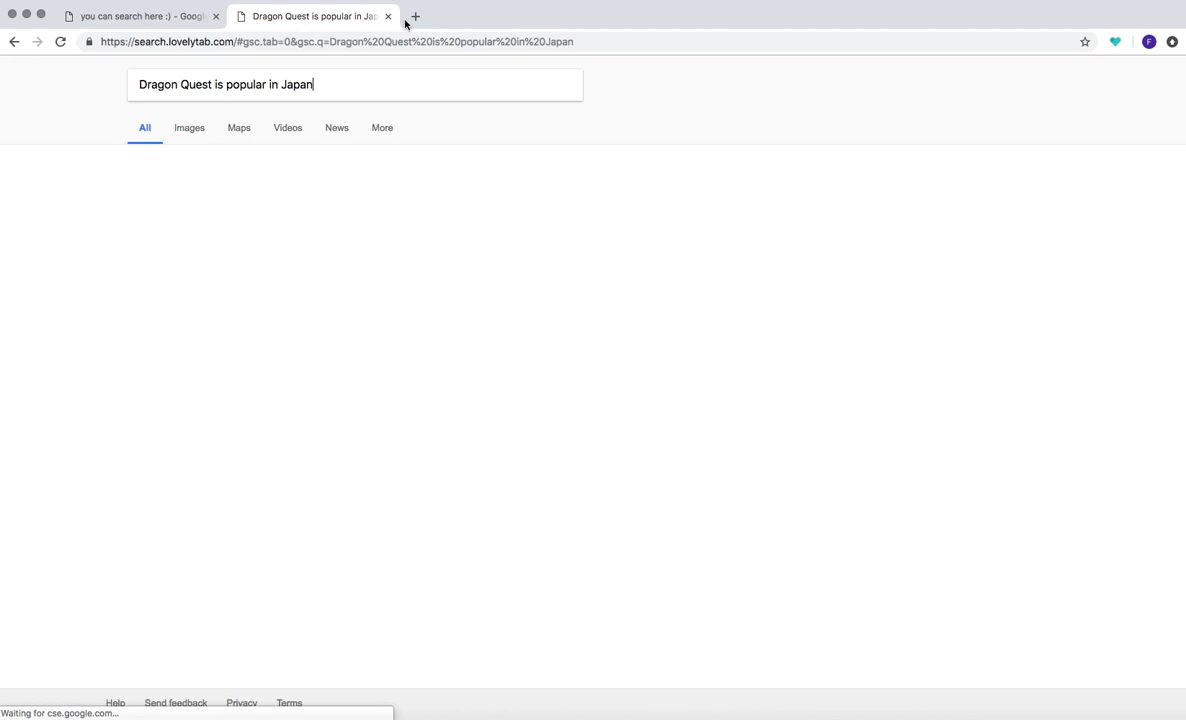 you can search here :) - Googl
Dragon Quest is popular in Jap
https://search.lovelytab.com/#gsc.tab=0&gsc.q=Dragon%20Quest%20is%20popular%20in%20Japan
F
Dragon Quest is popular in Japan
All Images Maps Videos News More
Help Send feedback Privacy Terms
Waiting for cse.google.com...